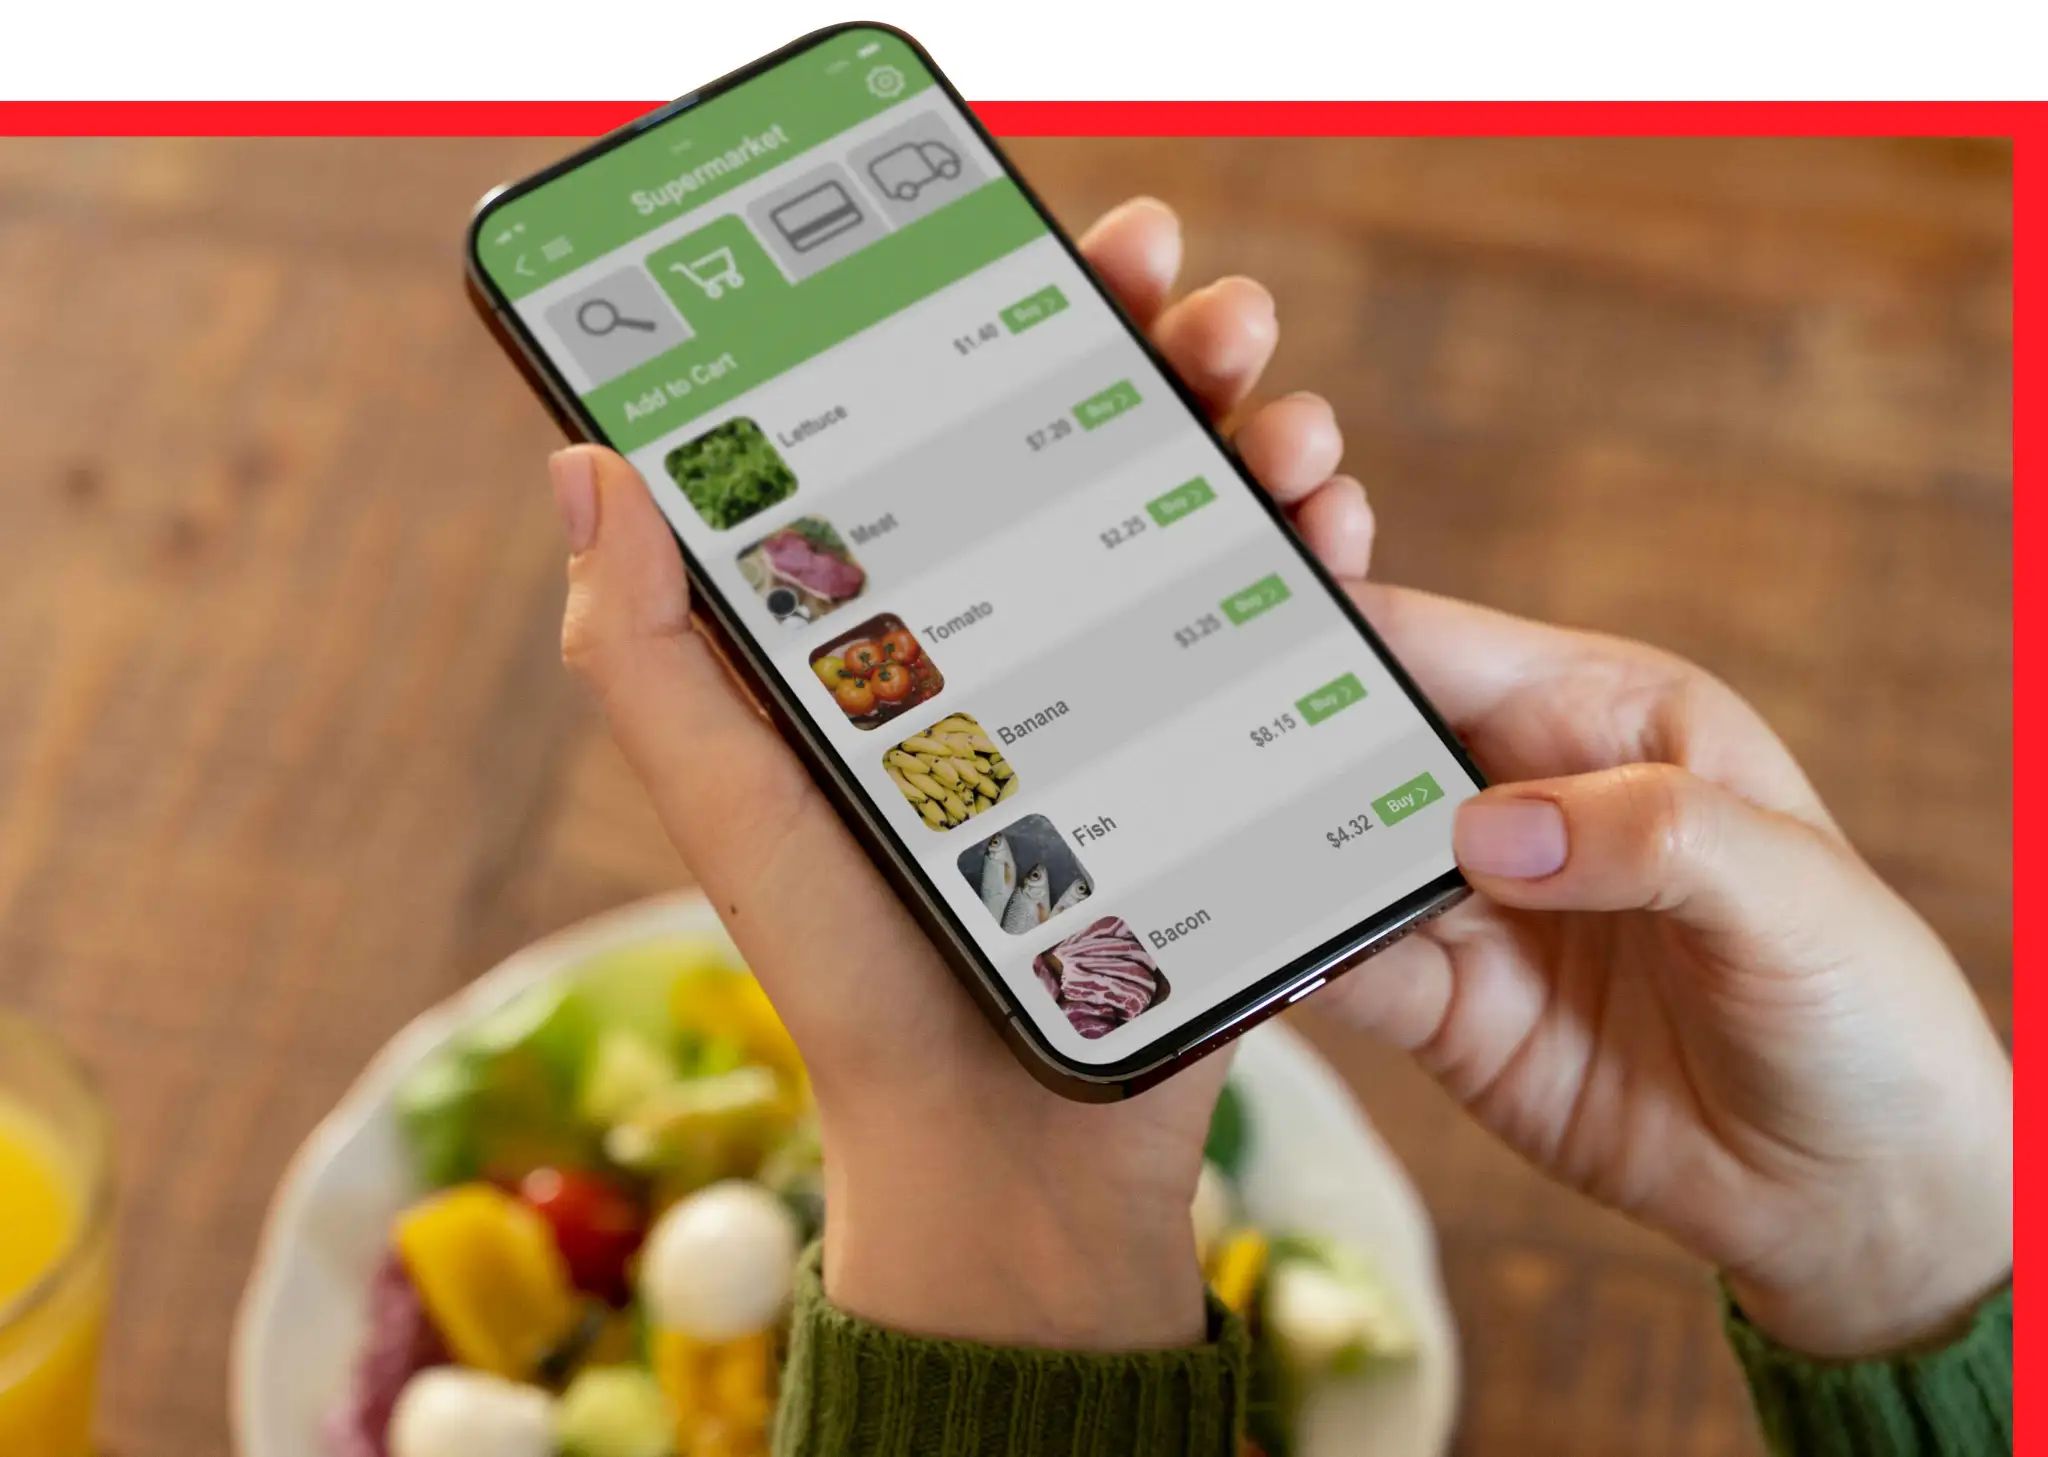 Supermarket
Add to Cart
Lettuce $1.40 Buy >
Meat $7.20 Buy >
Tomato $2.25 Buy >
Banana $3.25 Buy >
Fish $8.15 Buy >
Bacon $4.32 Buy >